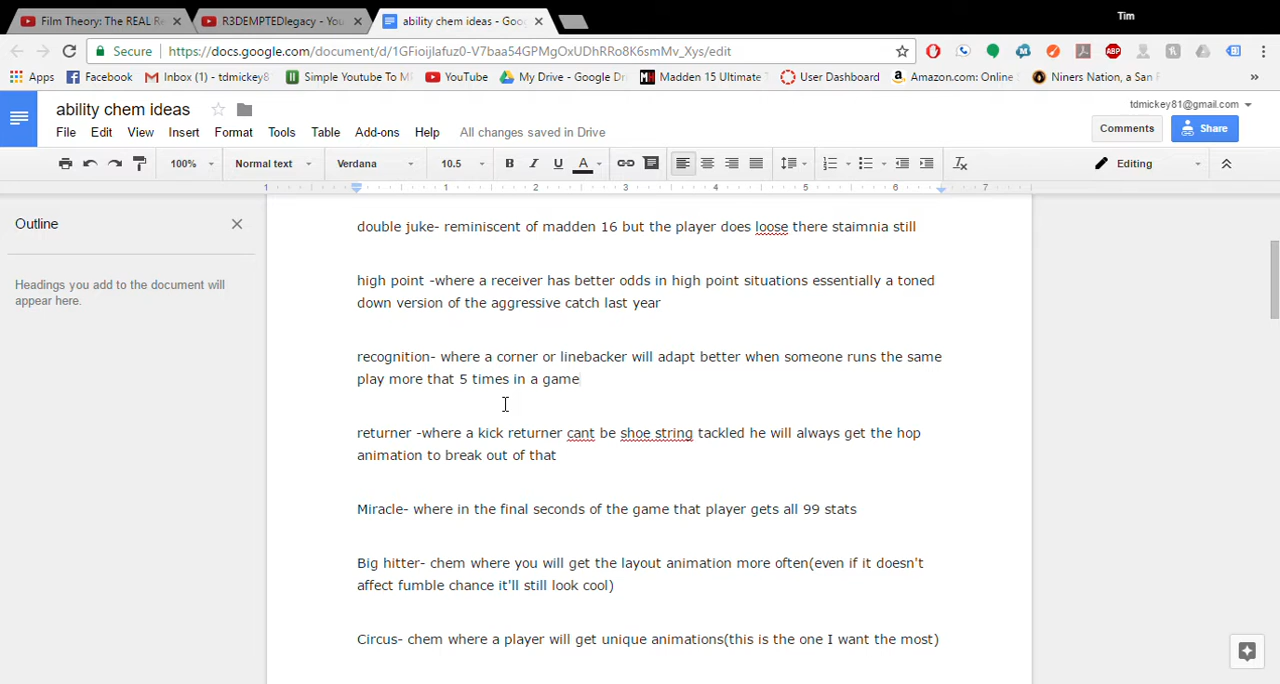 Tim
Film Theory: The REAL Re
R3DEMPTEDlegacy - You
ability chem ideas - Goo
Secure
https://docs.google.com/document/d/1GFioijlafuz0-V7baa54GPMgOxUDhRRo8K6smMv_Xys/edit
Apps Facebook Inbox (1) - tdmickey8 Simple Youtube To M YouTube My Drive - Google Dr Madden 15 Ultimate User Dashboard Amazon.com: Online Niners Nation, a San F »
ability chem ideas
tdmickey81@gmail.com
File Edit View Insert Format Tools Table Add-ons Help All changes saved in Drive
Comments Share
100% Normal text Verdana 10.5 B I U A Editing
1 1 2 3 4 5 6 7
Outline
Headings you add to the document will
appear here.
double juke- reminiscent of madden 16 but the player does loose there staimnia still
high point -where a receiver has better odds in high point situations essentially a toned
down version of the aggressive catch last year
recognition- where a corner or linebacker will adapt better when someone runs the same
play more that 5 times in a game
returner -where a kick returner cant be shoe string tackled he will always get the hop
animation to break out of that
Miracle- where in the final seconds of the game that player gets all 99 stats
Big hitter- chem where you will get the layout animation more often(even if it doesn't
affect fumble chance it'll still look cool)
Circus- chem where a player will get unique animations(this is the one I want the most)